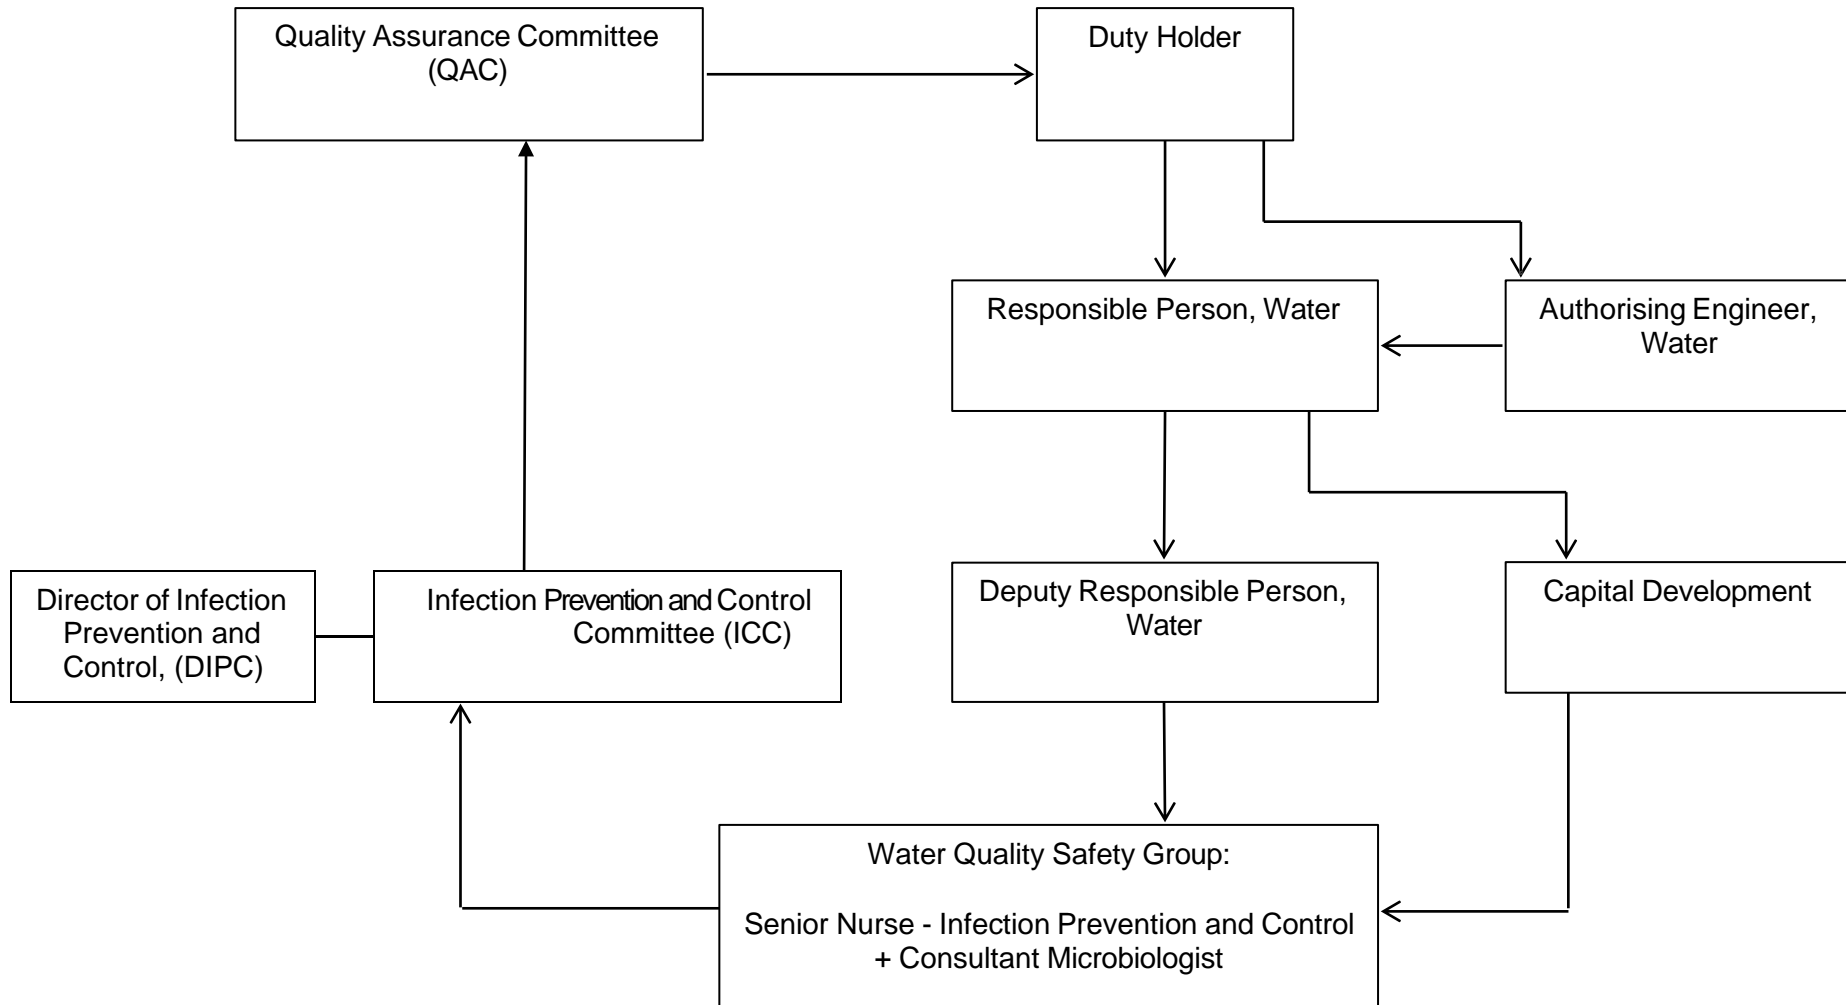 Quality Assurance Committee
(QAC)
Duty Holder
Responsible Person, Water
Authorising Engineer,
Water
Director of Infection
Prevention and
Control, (DIPC)
Infection Prevention and Control
Committee (ICC)
Deputy Responsible Person,
Water
Capital Development
Water Quality Safety Group:
Senior Nurse - Infection Prevention and Control
+ Consultant Microbiologist